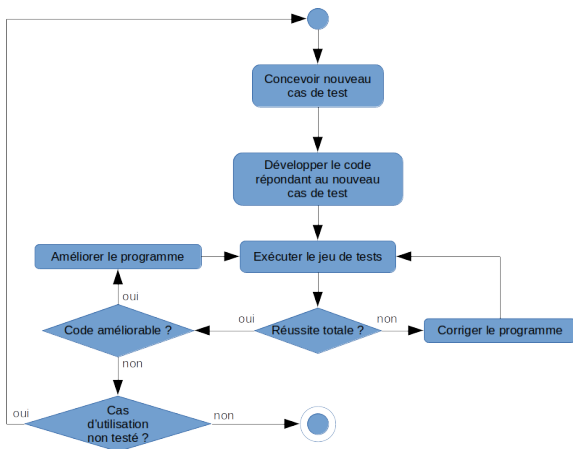 Concevoir nouveau
cas de test
Développer le code
répondant au nouveau
cas de test
Améliorer le programme
Exécuter le jeu de tests
oui
Code améliorable ?
oui
Réussite totale ?
non
Corriger le programme
non
oui
Cas
d'utilisation
non testé ?
non